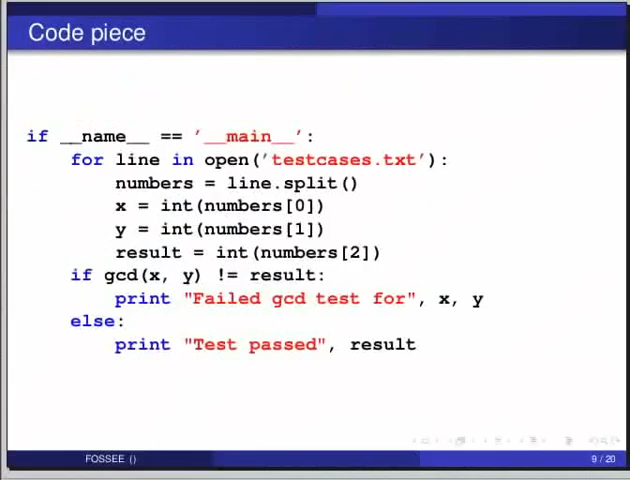 Code piece
if __name__ == '__main__':
    for line in open('testcases.txt'):
        numbers = line.split()
        x = int(numbers[0])
        y = int(numbers[1])
        result = int(numbers[2])
    if gcd(x, y) != result:
        print "Failed gcd test for", x, y
    else:
        print "Test passed", result
FOSSEE ()
9 / 20